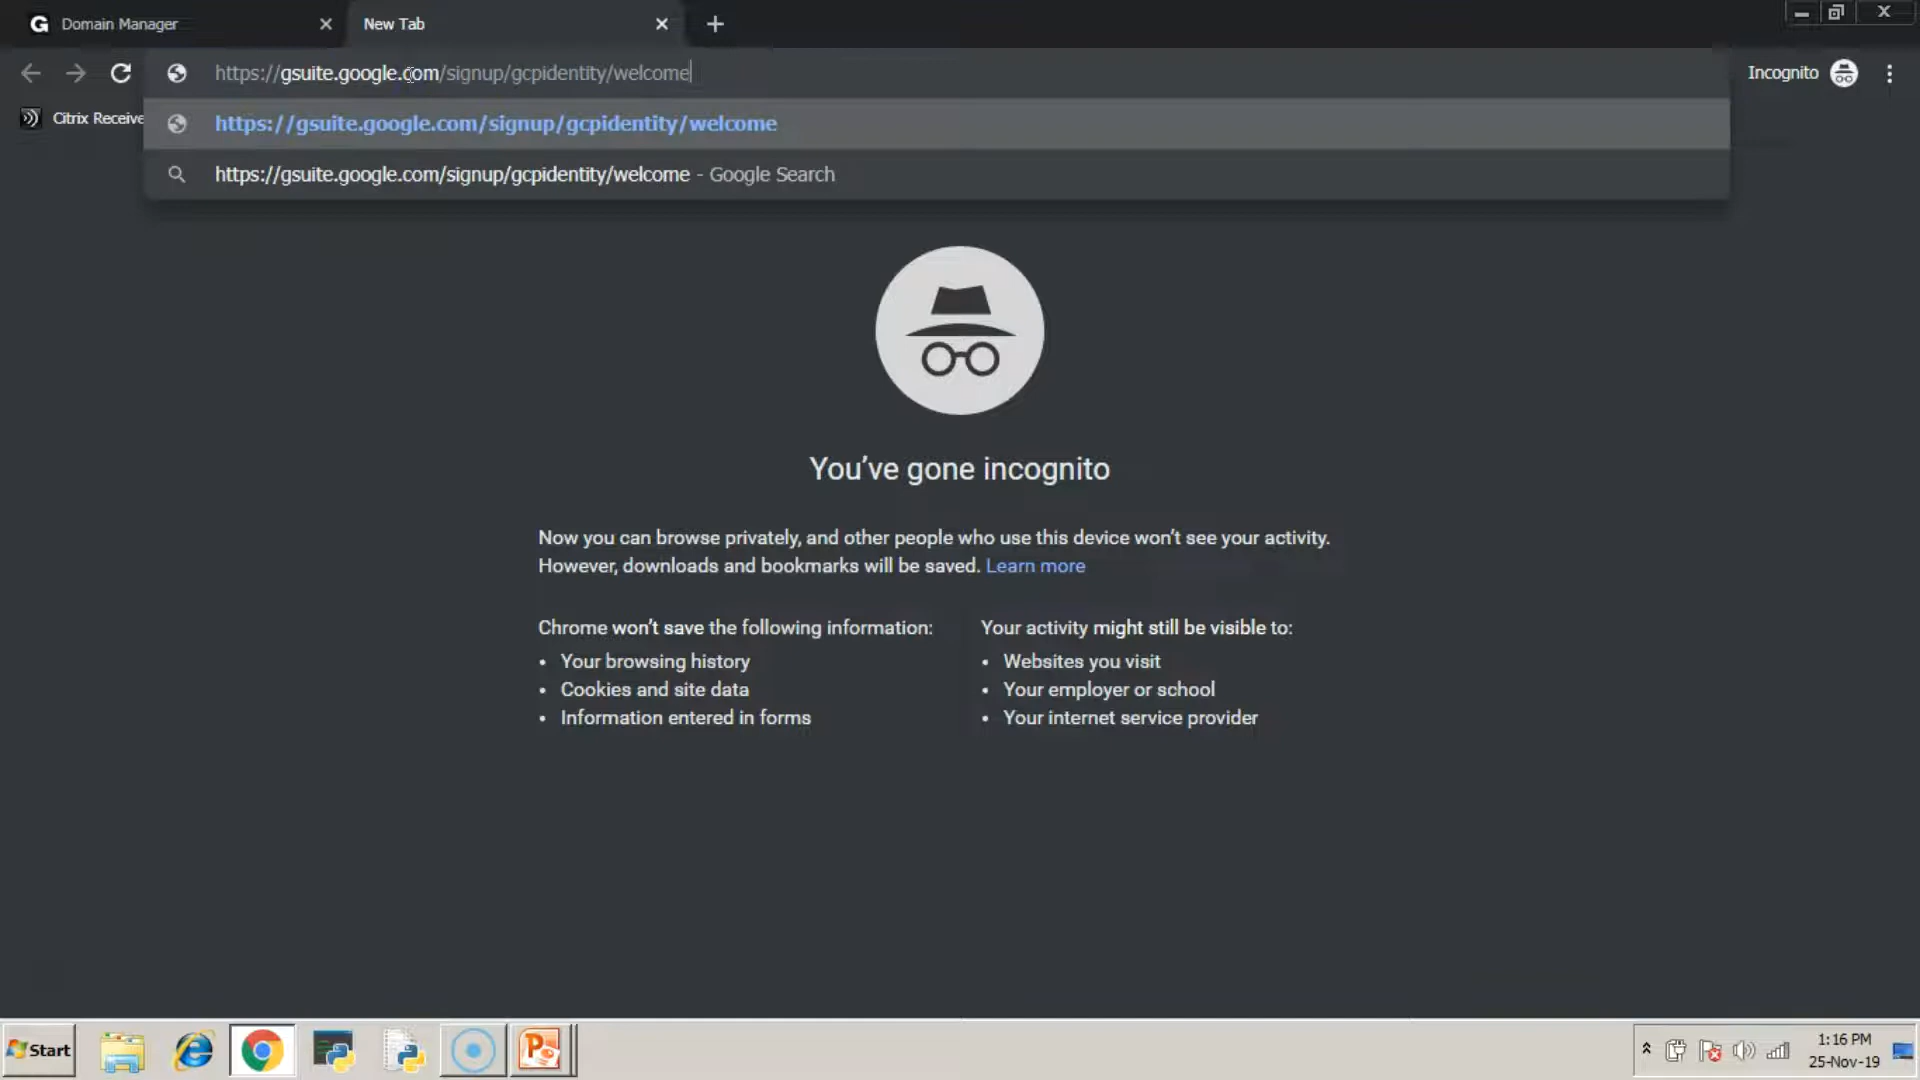 G Domain Manager
New Tab
https://gsuite.google.com/signup/gcpidentity/welcome
Incognito
Citrix Receive
https://gsuite.google.com/signup/gcpidentity/welcome
https://gsuite.google.com/signup/gcpidentity/welcome - Google Search
You've gone incognito
Now you can browse privately, and other people who use this device won't see your activity.
However, downloads and bookmarks will be saved. Learn more
Chrome won't save the following information:
• Your browsing history
• Cookies and site data
• Information entered in forms
Your activity might still be visible to:
• Websites you visit
• Your employer or school
• Your internet service provider
Start
1:16 PM
25-Nov-19